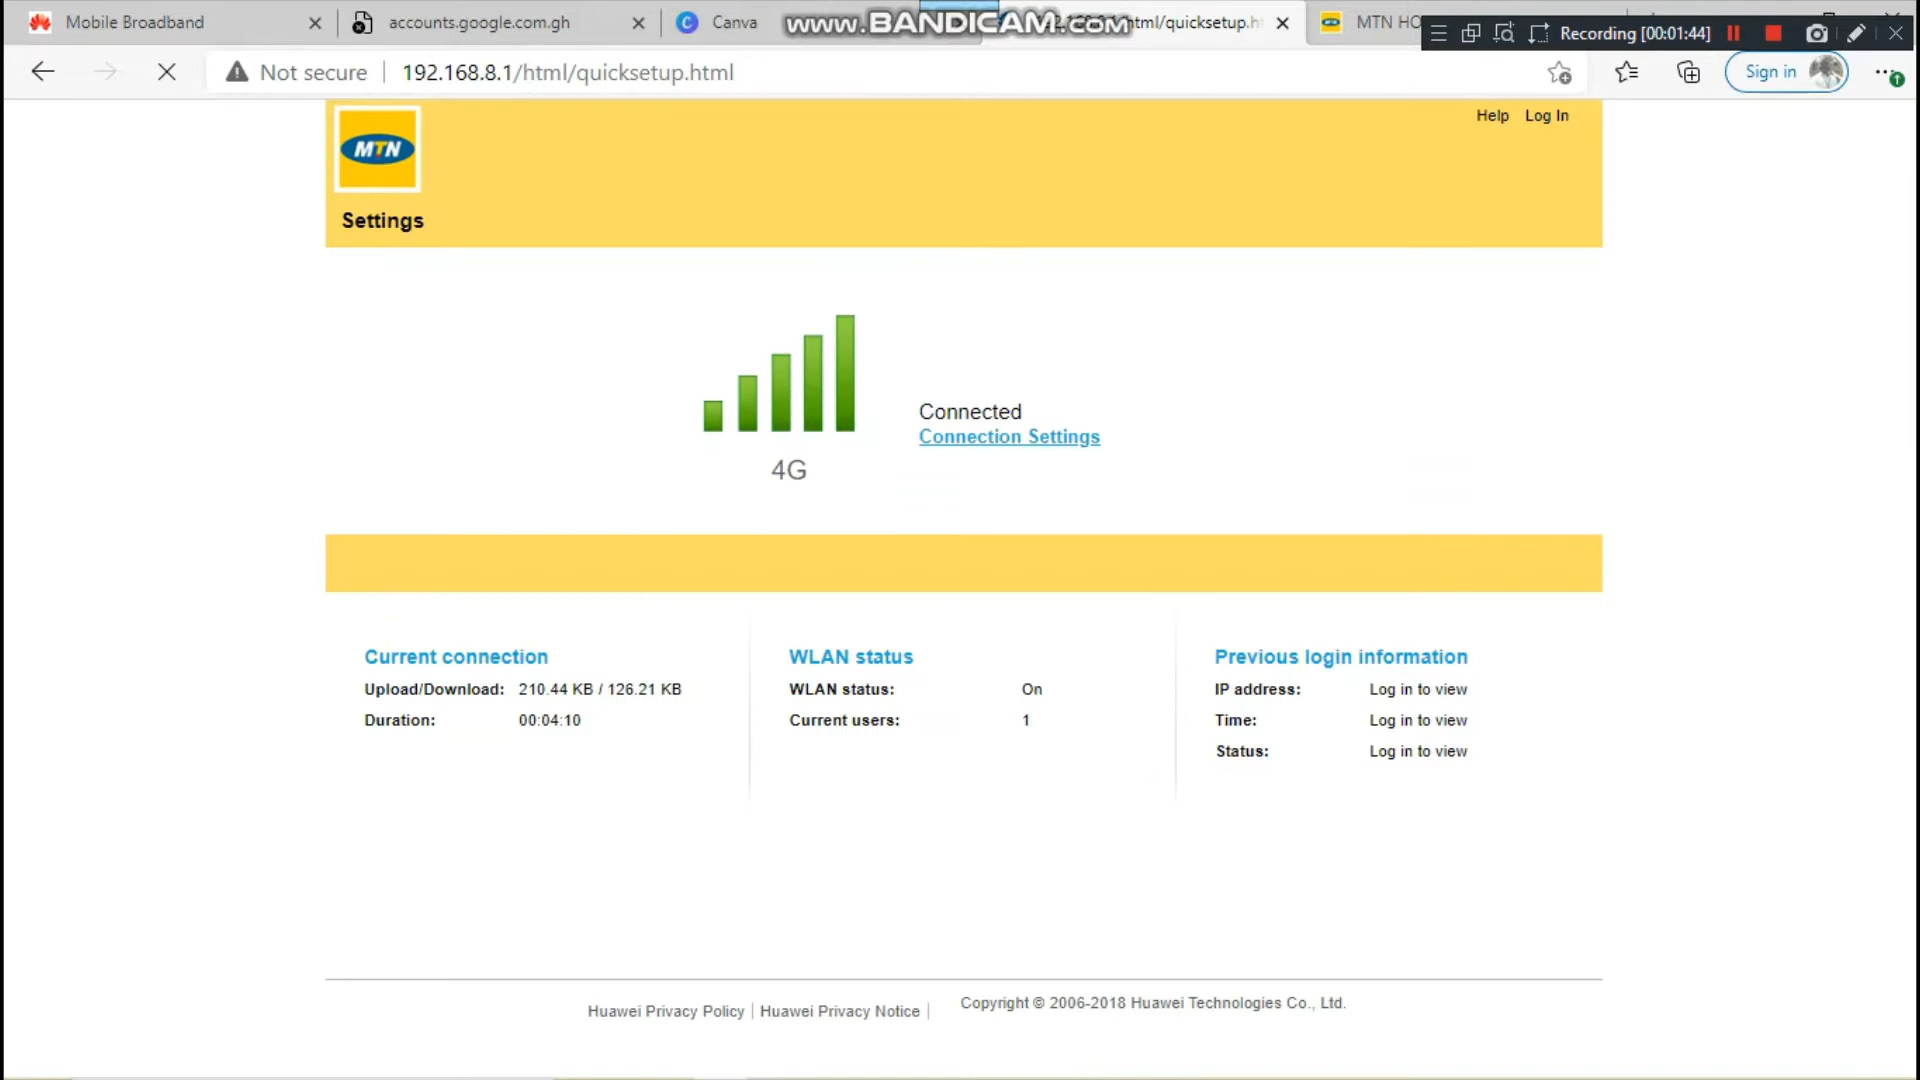 Mobile Broadband
accounts.google.com.gh
Canva
www.BANDICAM.com
html/quicksetup.h
MTN HO
Recording [00:01:44]
Not secure
192.168.8.1/html/quicksetup.html
Sign in
MTN
Help
Log In
Settings
Connected
Connection Settings
4G
Current connection
Upload/Download: 210.44 KB / 126.21 KB
Duration: 00:04:10
WLAN status
WLAN status: On
Current users: 1
Previous login information
IP address: Log in to view
Time: Log in to view
Status: Log in to view
Huawei Privacy Policy | Huawei Privacy Notice |
Copyright © 2006-2018 Huawei Technologies Co., Ltd.